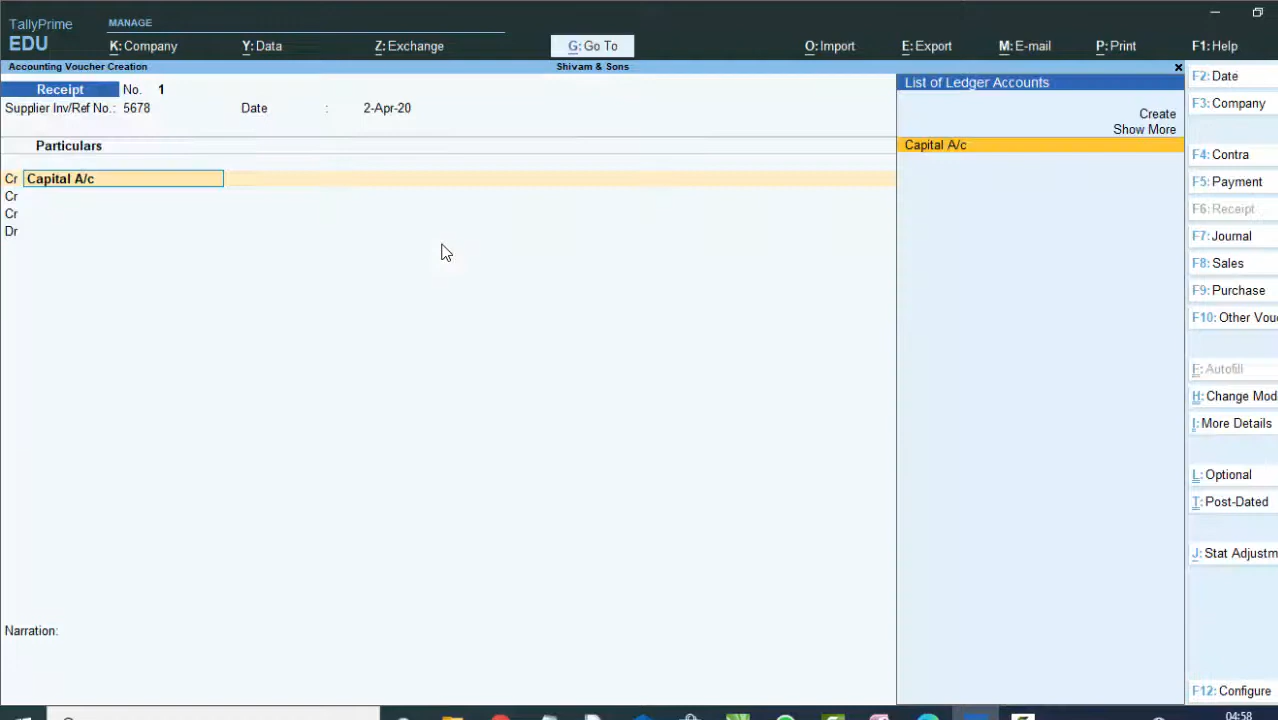 TallyPrime
EDU
MANAGE
K: Company
Y: Data
Z: Exchange
G: Go To
O: Import
E: Export
M: E-mail
P: Print
F1: Help
Accounting Voucher Creation
Shivam & Sons
Receipt No. 1
Supplier Inv/Ref No.: 5678 Date : 2-Apr-20
Particulars
Cr Capital A/c
Cr
Cr
Dr
Narration:
List of Ledger Accounts
Create
Show More
Capital A/c
F2: Date
F3: Company
F4: Contra
F5: Payment
F6: Receipt
F7: Journal
F8: Sales
F9: Purchase
F10: Other Vou
E: Autofill
H: Change Mod
I: More Details
L: Optional
T: Post-Dated
J: Stat Adjustm
F12: Configure
04:58